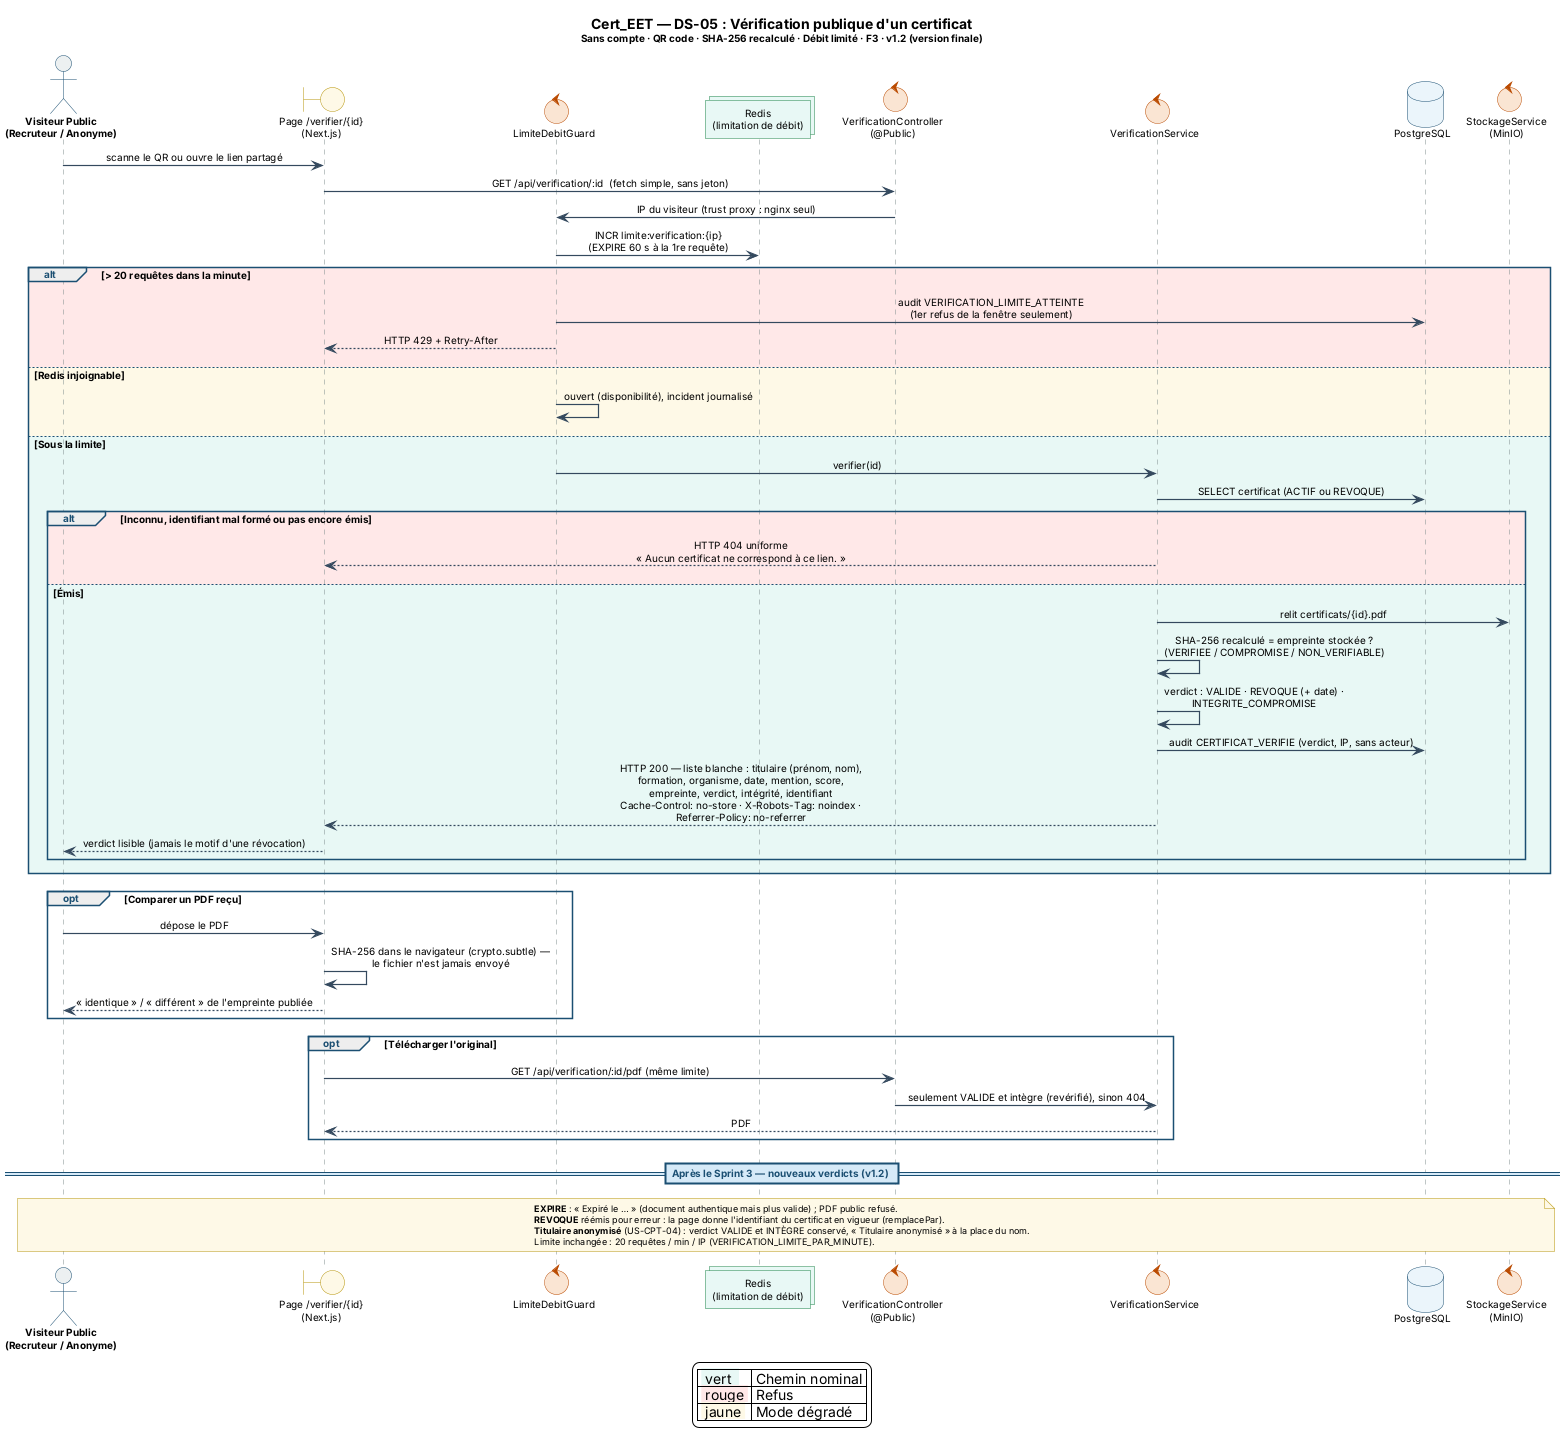 Cert_EET — DS-05 : Vérification publique d'un certificat
Sans compte · QR code · SHA-256 recalculé · Débit limité · F3 · v1.2 (version finale)
Visiteur Public
(Recruteur / Anonyme)
Page /verifier/{id}
(Next.js)
LimiteDebitGuard
Redis
(limitation de débit)
VerificationController
(@Public)
VerificationService
PostgreSQL
StockageService
(MinIO)
scanne le QR ou ouvre le lien partagé
GET /api/verification/:id  (fetch simple, sans jeton)
IP du visiteur (trust proxy : nginx seul)
INCR limite:verification:{ip}
(EXPIRE 60 s à la 1re requête)
alt
[> 20 requêtes dans la minute]
audit VERIFICATION_LIMITE_ATTEINTE
(1er refus de la fenêtre seulement)
HTTP 429 + Retry-After
[Redis injoignable]
ouvert (disponibilité), incident journalisé
[Sous la limite]
verifier(id)
SELECT certificat (ACTIF ou REVOQUE)
alt
[Inconnu, identifiant mal formé ou pas encore émis]
HTTP 404 uniforme
« Aucun certificat ne correspond à ce lien. »
[Émis]
relit certificats/{id}.pdf
SHA-256 recalculé = empreinte stockée ?
(VERIFIEE / COMPROMISE / NON_VERIFIABLE)
verdict : VALIDE · REVOQUE (+ date) ·
INTEGRITE_COMPROMISE
audit CERTIFICAT_VERIFIE (verdict, IP, sans acteur)
HTTP 200 — liste blanche : titulaire (prénom, nom),
formation, organisme, date, mention, score,
empreinte, verdict, intégrité, identifiant
Cache-Control: no-store · X-Robots-Tag: noindex ·
Referrer-Policy: no-referrer
verdict lisible (jamais le motif d'une révocation)
opt
[Comparer un PDF reçu]
dépose le PDF
SHA-256 dans le navigateur (crypto.subtle) —
le fichier n'est jamais envoyé
« identique » / « différent » de l'empreinte publiée
opt
[Télécharger l'original]
GET /api/verification/:id/pdf (même limite)
seulement VALIDE et intègre (revérifié), sinon 404
PDF
Après le Sprint 3 — nouveaux verdicts (v1.2)
EXPIRE : « Expiré le ... » (document authentique mais plus valide) ; PDF public refusé.
REVOQUE réémis pour erreur : la page donne l'identifiant du certificat en vigueur (remplacePar).
Titulaire anonymisé (US-CPT-04) : verdict VALIDE et INTÈGRE conservé, « Titulaire anonymisé » à la place du nom.
Limite inchangée : 20 requêtes / min / IP (VERIFICATION_LIMITE_PAR_MINUTE).
Visiteur Public
(Recruteur / Anonyme)
Page /verifier/{id}
(Next.js)
LimiteDebitGuard
Redis
(limitation de débit)
VerificationController
(@Public)
VerificationService
PostgreSQL
StockageService
(MinIO)
vert Chemin nominal
rouge Refus
jaune Mode dégradé